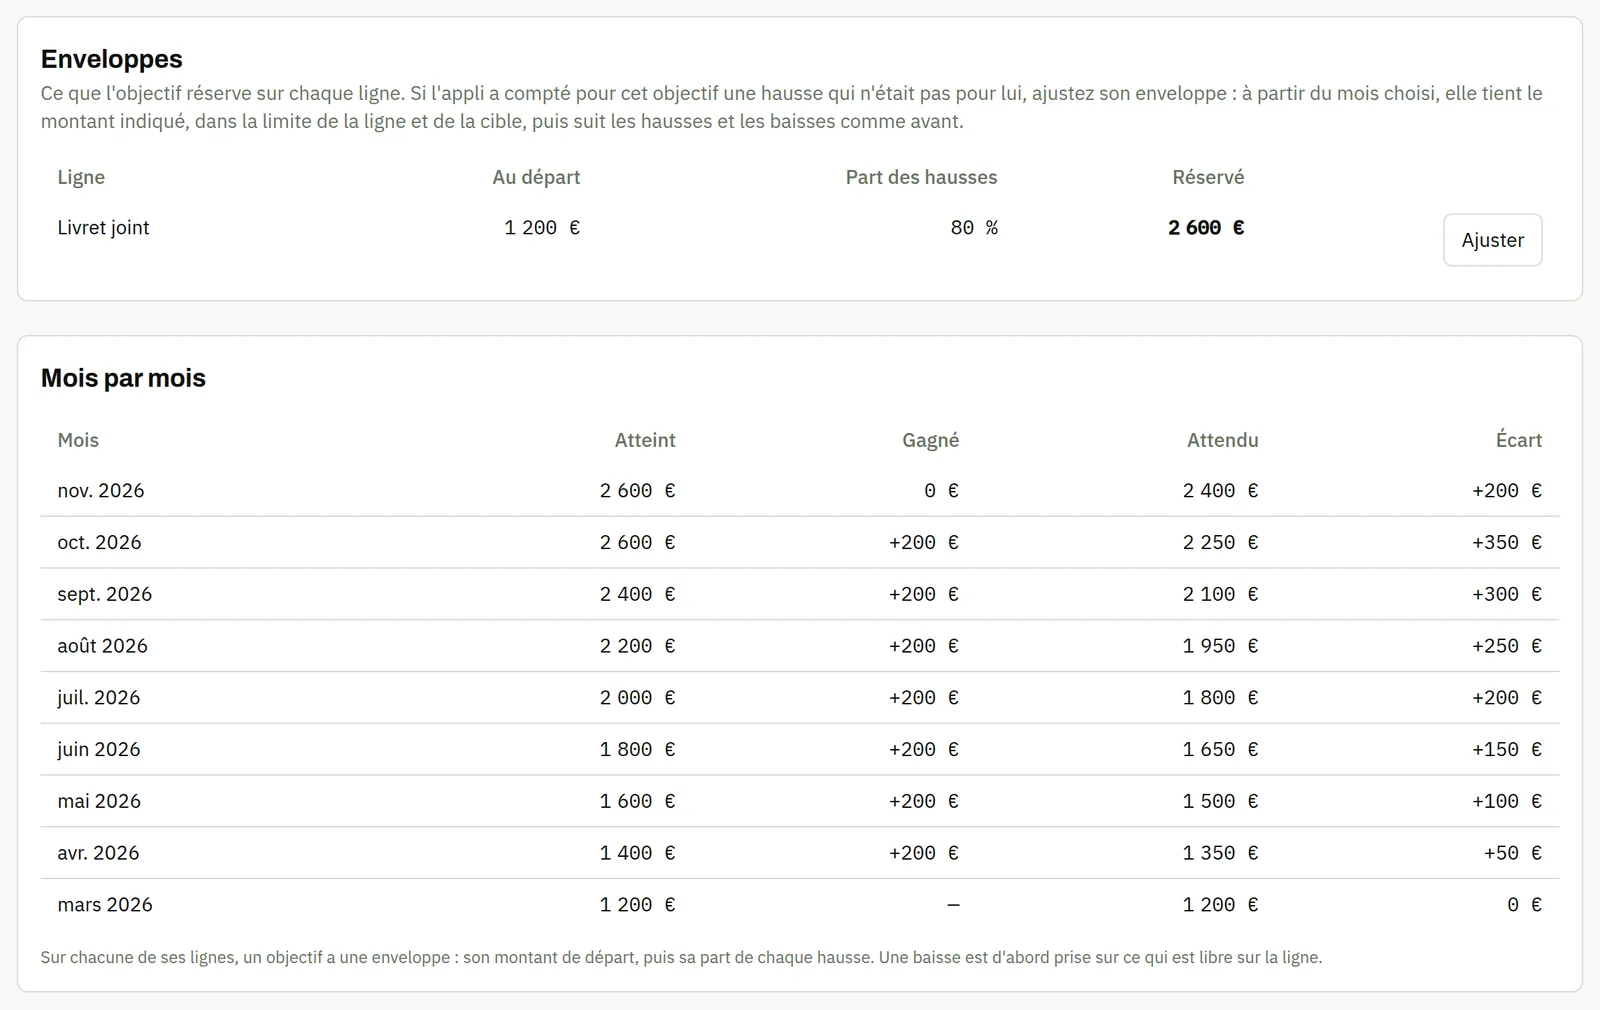 Enveloppes
Ce que l'objectif réserve sur chaque ligne. Si l'appli a compté pour cet objectif une hausse qui n'était pas pour lui, ajustez son enveloppe : à partir du mois choisi, elle tient le
montant indiqué, dans la limite de la ligne et de la cible, puis suit les hausses et les baisses comme avant.
Ligne Au départ Part des hausses Réservé
Livret joint 1 200 € 80 % 2 600 € Ajuster
Mois par mois
Mois Atteint Gagné Attendu Écart
nov. 2026 2 600 € 0 € 2 400 € +200 €
oct. 2026 2 600 € +200 € 2 250 € +350 €
sept. 2026 2 400 € +200 € 2 100 € +300 €
août 2026 2 200 € +200 € 1 950 € +250 €
juil. 2026 2 000 € +200 € 1 800 € +200 €
juin 2026 1 800 € +200 € 1 650 € +150 €
mai 2026 1 600 € +200 € 1 500 € +100 €
avr. 2026 1 400 € +200 € 1 350 € +50 €
mars 2026 1 200 € — 1 200 € 0 €
Sur chacune de ses lignes, un objectif a une enveloppe : son montant de départ, puis sa part de chaque hausse. Une baisse est d'abord prise sur ce qui est libre sur la ligne.